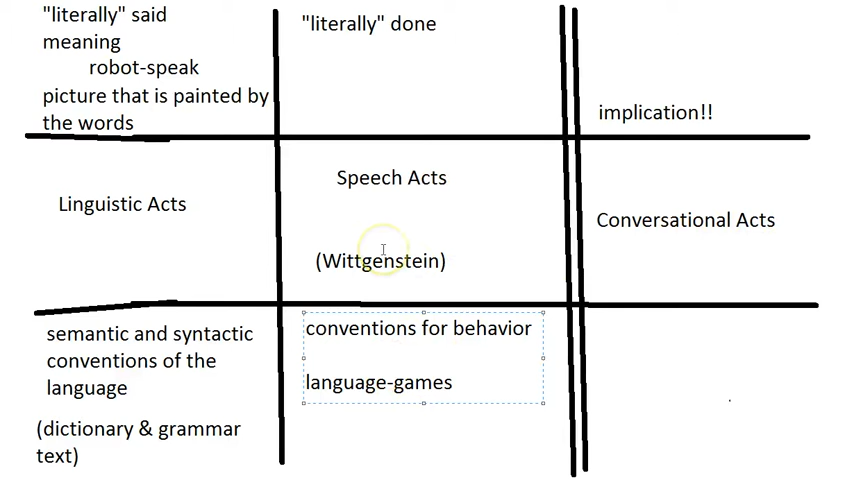 "literally" said
meaning
robot-speak
picture that is painted by
the words
"literally" done
implication!!
Linguistic Acts
Speech Acts
(Wittgenstein)
Conversational Acts
semantic and syntactic
conventions of the
language
(dictionary & grammar
text)
conventions for behavior
language-games